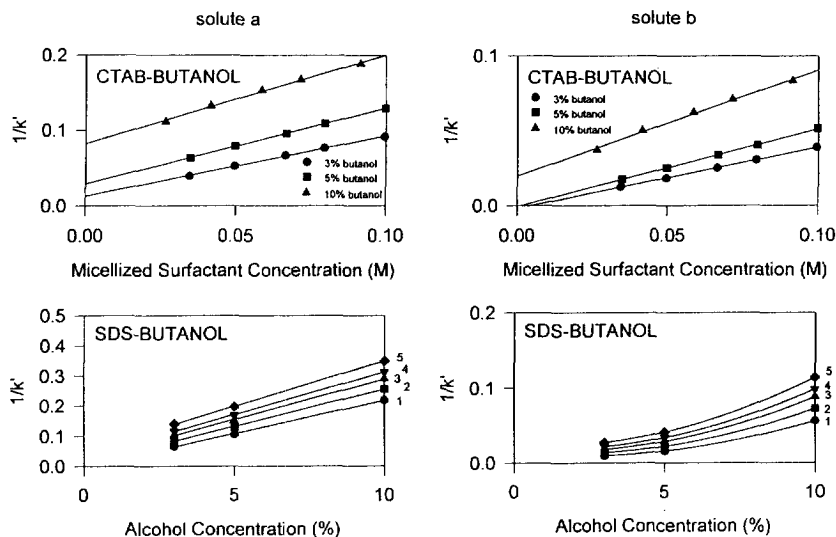 solute a
solute b
0.2
0.1
0.0
1/k'
CTAB-BUTANOL
3% butanol
5% butanol
10% butanol
0.00
0.05
0.10
Micellized Surfactant Concentration (M)
0.1
0.0
1/k'
CTAB-BUTANOL
3% butanol
5% butanol
10% butanol
0.00
0.05
0.10
Micellized Surfactant Concentration (M)
0.5
0.4
0.3
0.2
0.1
0.0
1/k'
SDS-BUTANOL
5
4
3
2
1
0
5
10
Alcohol Concentration (%)
0.2
0.1
0.0
1/k'
SDS-BUTANOL
5
4
3
2
1
0
5
10
Alcohol Concentration (%)